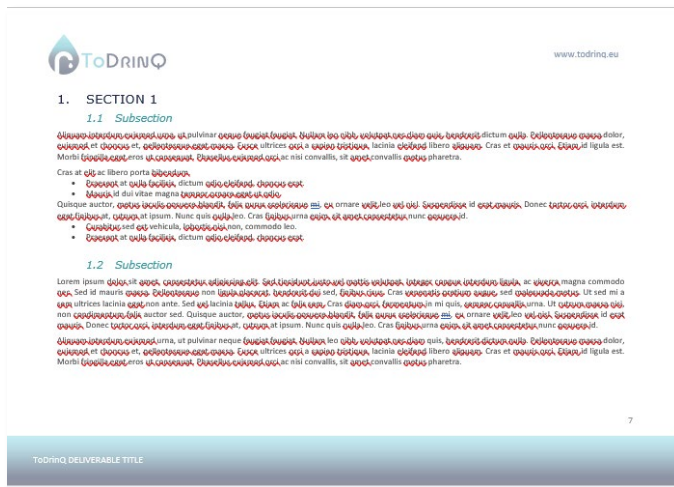 ToDrinQ
www.todrinq.eu
1. SECTION 1
1.1 Subsection
Aliquam interdum euismod urna, ut pulvinar neque feugiat feugiat. Nullam leo nibh, volutpat nec diam quis, hendrerit dictum nulla. Pellentesque massa dolor,
euismod et rhoncus et, pellentesque eget massa. Fusce ultrices orci a sapien tristique, lacinia eleifend libero aliquam. Cras et mauris orci. Etiam id ligula est.
Morbi fringilla eget eros ut consequat. Phasellus euismod orci ac nisi convallis, sit amet convallis metus pharetra.
Cras at elit ac libero porta bibendum.
• Praesent at nulla facilisis, dictum odio eleifend, rhoncus erat.
• Mauris id dui vitae magna tempor ornare eget ut odio.
Quisque auctor, metus iaculis posuere blandit, felis purus scelerisque mi, eu ornare velit leo vel nisl. Suspendisse id erat mauris. Donec tortor orci, interdum
eget finibus at, rutrum at ipsum. Nunc quis nulla leo. Cras finibus urna enim, sit amet consectetur nunc posuere id.
• Curabitur sed est vehicula, lobortis nisi non, commodo leo.
• Praesent at nulla facilisis, dictum odio eleifend, rhoncus erat.
1.2 Subsection
Lorem ipsum dolor sit amet, consectetur adipiscing elit. Sed tincidunt justo vel mattis volutpat. Integer congue interdum ligula, ac viverra magna commodo
nec. Sed id mauris massa. Pellentesque non ligula placerat, hendrerit dui sed, finibus risus. Cras venenatis pretium augue, sed malesuada metus. Ut sed mi a
sem ultrices lacinia eget non ante. Sed vel lacinia tellus. Etiam ac felis sem. Cras diam orci, fermentum in mi quis, semper convallis urna. Ut rutrum massa nisi,
non condimentum felis auctor sed. Quisque auctor, metus iaculis posuere blandit, felis purus scelerisque mi, eu ornare velit leo vel nisl. Suspendisse id erat
mauris. Donec tortor orci, interdum eget finibus at, rutrum at ipsum. Nunc quis nulla leo. Cras finibus urna enim, sit amet consectetur nunc posuere id.
Aliquam interdum euismod urna, ut pulvinar neque feugiat feugiat. Nullam leo nibh, volutpat nec diam quis, hendrerit dictum nulla. Pellentesque massa dolor,
euismod et rhoncus et, pellentesque eget massa. Fusce ultrices orci a sapien tristique, lacinia eleifend libero aliquam. Cras et mauris orci. Etiam id ligula est.
Morbi fringilla eget eros ut consequat. Phasellus euismod orci ac nisi convallis, sit amet convallis metus pharetra.
7
ToDrinQ DELIVERABLE TITLE